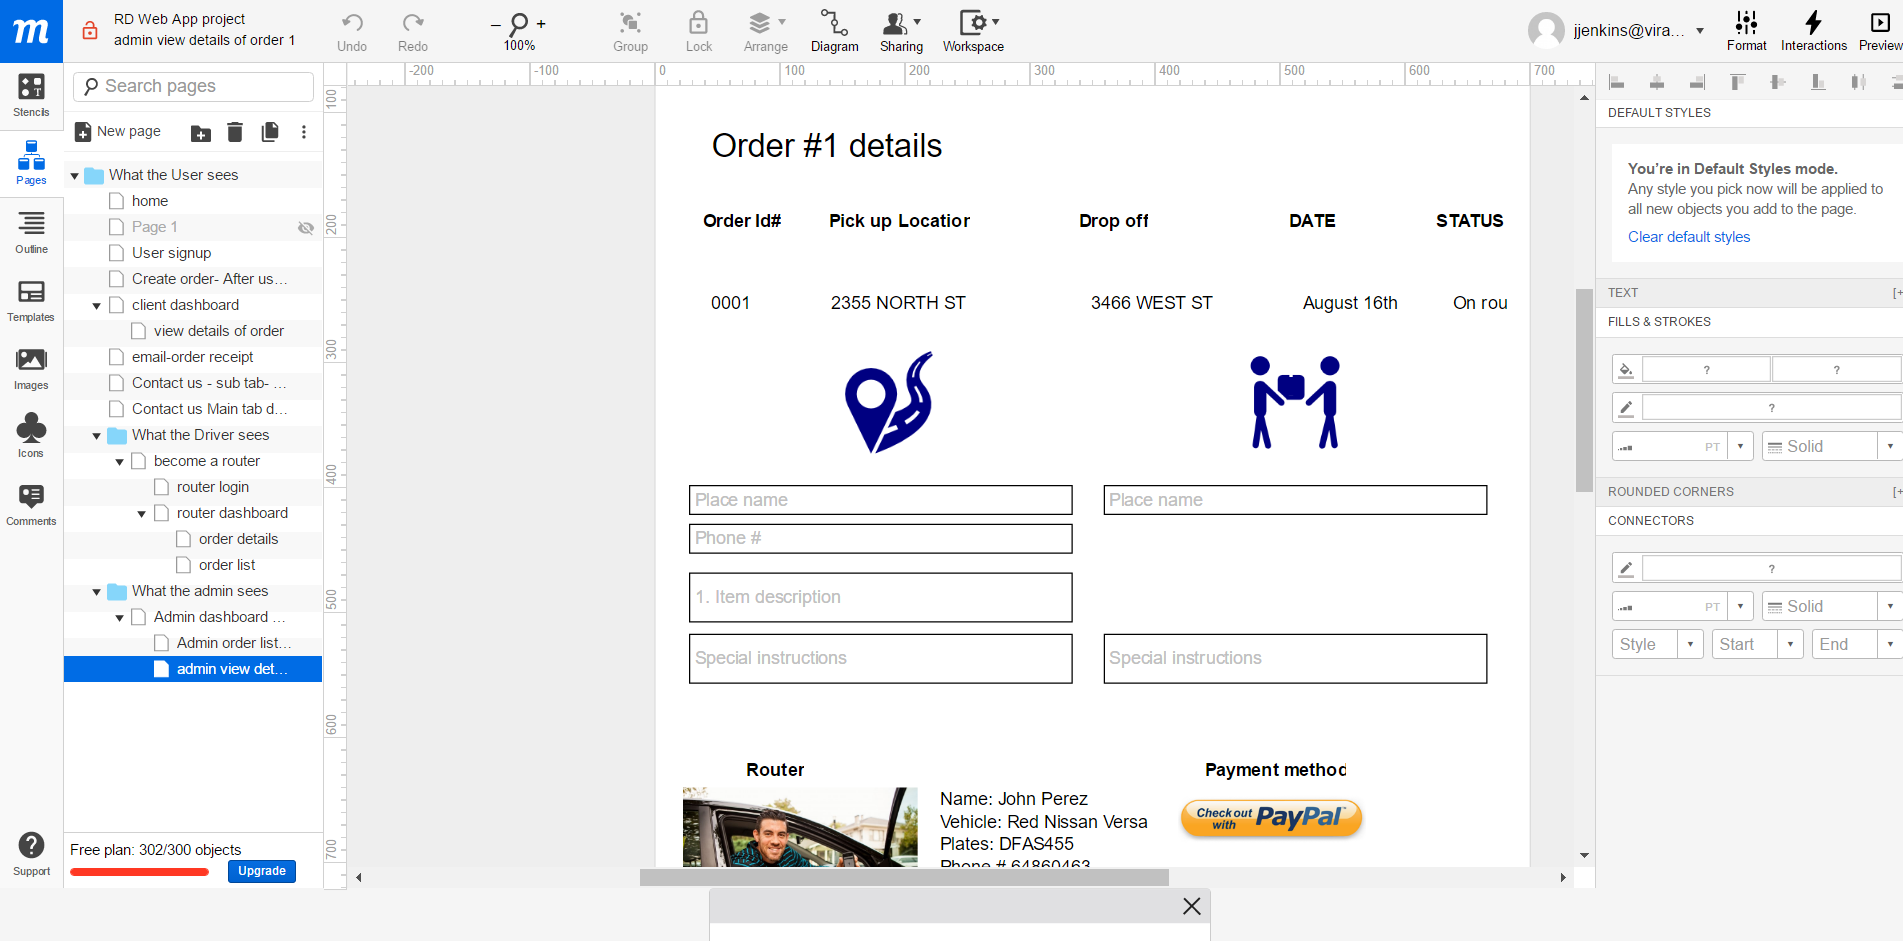 m
RD Web App project
admin view details of order 1
Undo
Redo
– +
100%
Group
Lock
Arrange
Diagram
Sharing
Workspace
jjenkins@vira...
Format
Interactions
Preview
Stencils
Pages
Outline
Templates
Images
Icons
Comments
Support
Search pages
New page
What the User sees
home
Page 1
User signup
Create order- After us...
client dashboard
view details of order
email-order receipt
Contact us - sub tab- ...
Contact us Main tab d...
What the Driver sees
become a router
router login
router dashboard
order details
order list
What the admin sees
Admin dashboard ...
Admin order list...
admin view det...
Free plan: 302/300 objects
Upgrade
-200 -100 0 100 200 300 400 500 600 700
100
200
300
400
500
600
700
Order #1 details
Order Id# Pick up Location Drop off DATE STATUS
0001 2355 NORTH ST 3466 WEST ST August 16th On rou
Place name Place name
Phone #
1. Item description
Special instructions Special instructions
Router Payment method
Name: John Perez
Vehicle: Red Nissan Versa
Plates: DFAS455
Phone # 64860463
Check out
with PayPal
DEFAULT STYLES
You're in Default Styles mode.
Any style you pick now will be applied to
all new objects you add to the page.
Clear default styles
TEXT [+
FILLS & STROKES
? ?
?
PT Solid
ROUNDED CORNERS [+
CONNECTORS
?
PT Solid
Style Start End